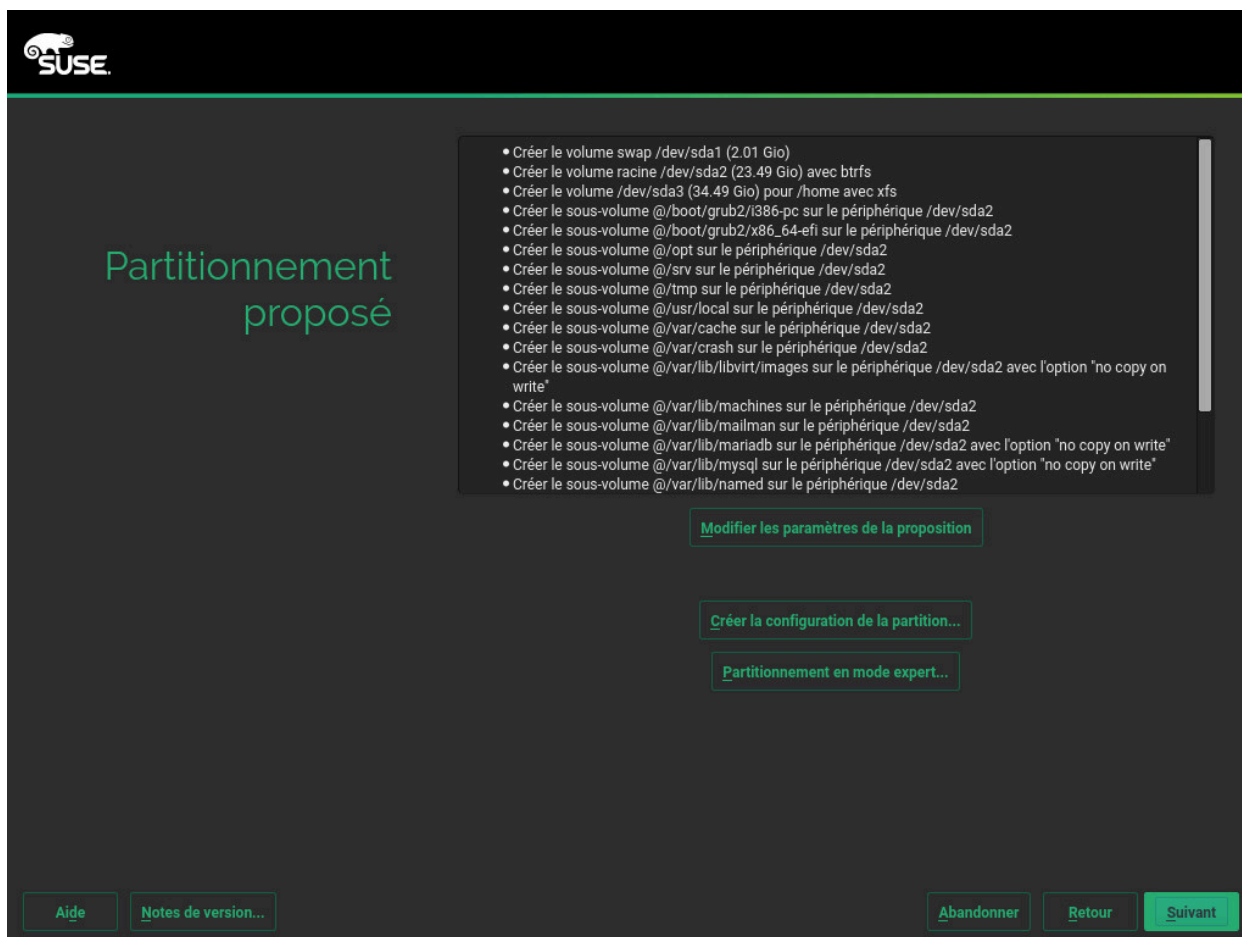 SUSE.
Partitionnement
proposé
• Créer le volume swap /dev/sda1 (2.01 Gio)
• Créer le volume racine /dev/sda2 (23.49 Gio) avec btrfs
• Créer le volume /dev/sda3 (34.49 Gio) pour /home avec xfs
• Créer le sous-volume @/boot/grub2/i386-pc sur le périphérique /dev/sda2
• Créer le sous-volume @/boot/grub2/x86_64-efi sur le périphérique /dev/sda2
• Créer le sous-volume @/opt sur le périphérique /dev/sda2
• Créer le sous-volume @/srv sur le périphérique /dev/sda2
• Créer le sous-volume @/tmp sur le périphérique /dev/sda2
• Créer le sous-volume @/usr/local sur le périphérique /dev/sda2
• Créer le sous-volume @/var/cache sur le périphérique /dev/sda2
• Créer le sous-volume @/var/crash sur le périphérique /dev/sda2
• Créer le sous-volume @/var/lib/libvirt/images sur le périphérique /dev/sda2 avec l'option "no copy on
write"
• Créer le sous-volume @/var/lib/machines sur le périphérique /dev/sda2
• Créer le sous-volume @/var/lib/mailman sur le périphérique /dev/sda2
• Créer le sous-volume @/var/lib/mariadb sur le périphérique /dev/sda2 avec l'option "no copy on write"
• Créer le sous-volume @/var/lib/mysql sur le périphérique /dev/sda2 avec l'option "no copy on write"
• Créer le sous-volume @/var/lib/named sur le périphérique /dev/sda2
Modifier les paramètres de la proposition
Créer la configuration de la partition...
Partitionnement en mode expert...
Aide
Notes de version...
Abandonner
Retour
Suivant